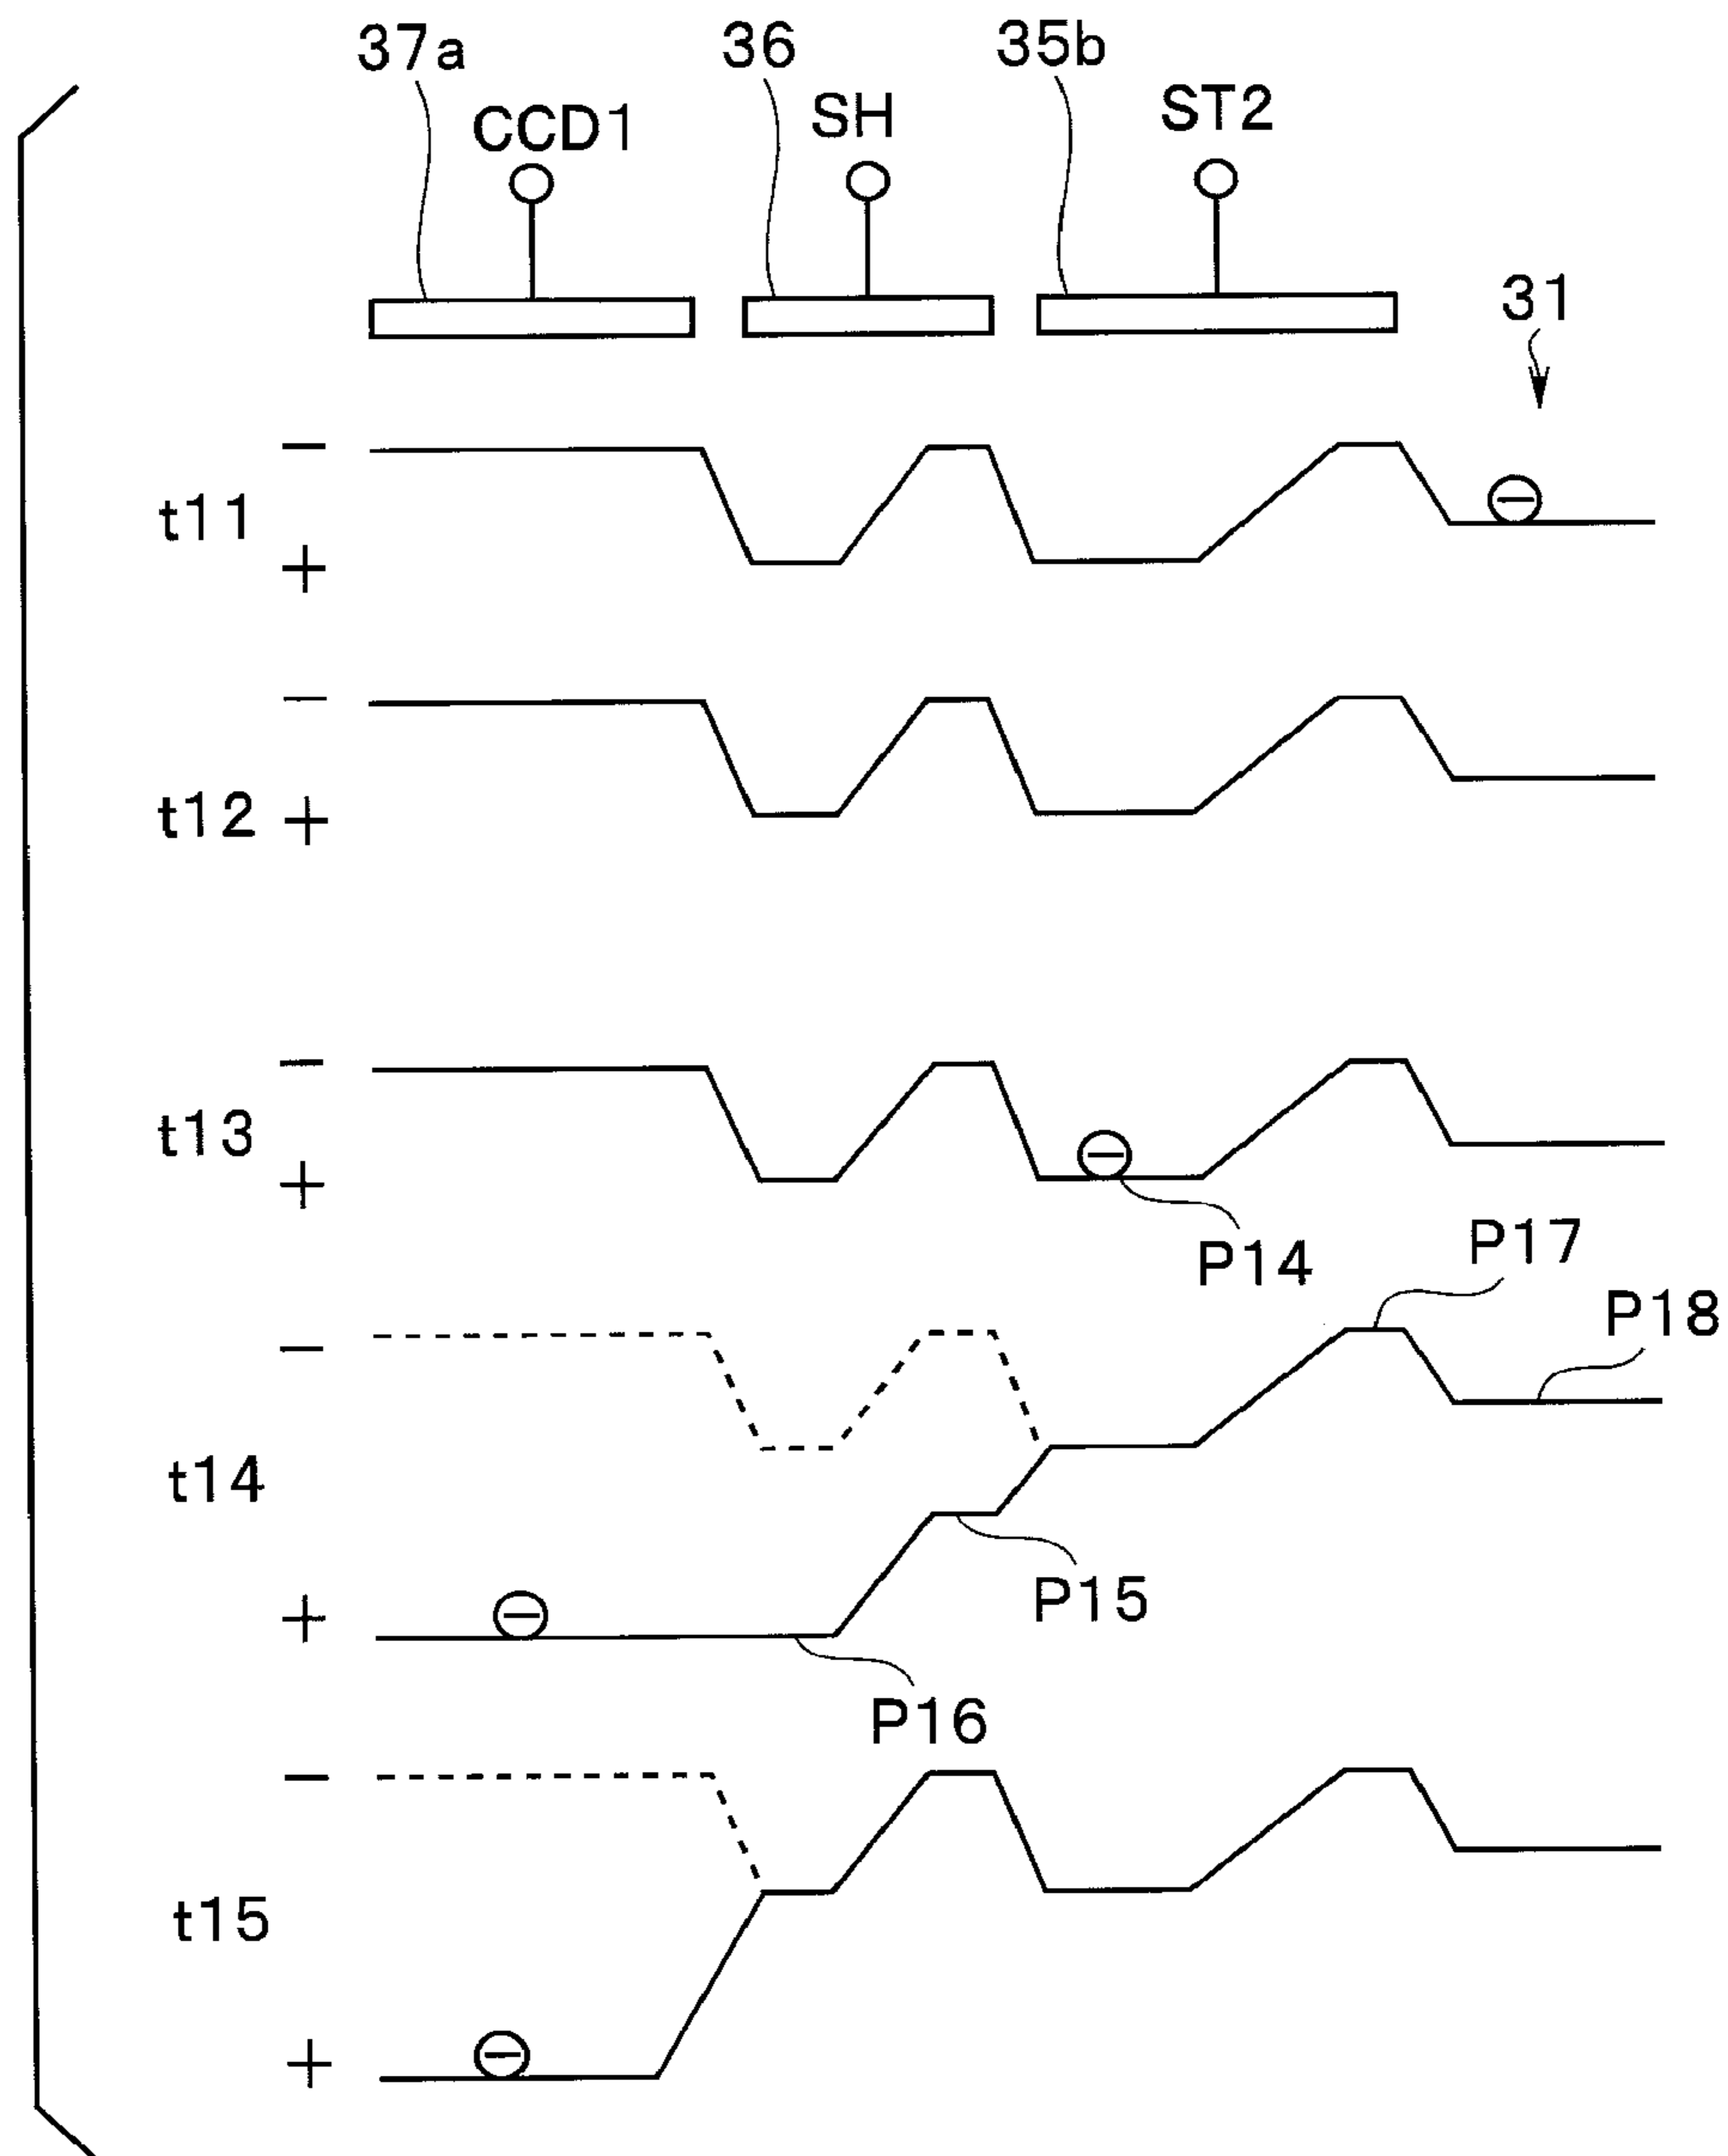 37a 36 35b
CCD1 SH ST2
31
−
t11
+
−
t12 +
−
t13
+
P14
P17
P18
−
t14
P15
+
P16
−
t15
+